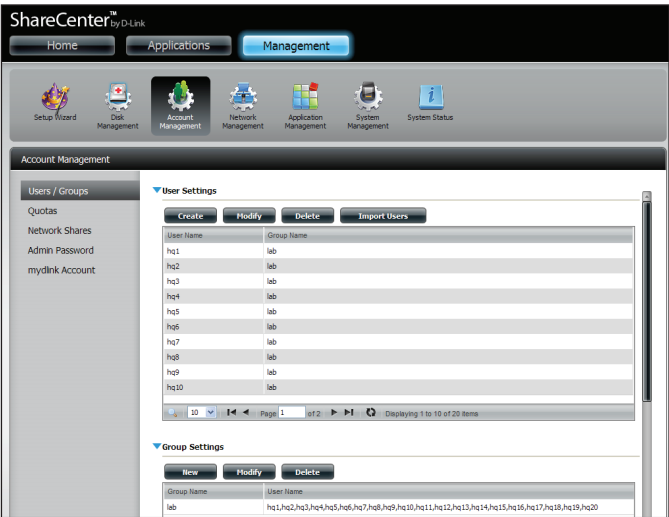 ShareCenter™ by D-Link
Home Applications Management
Setup Wizard Disk Management Account Management Network Management Application Management System Management System Status
Account Management
Users / Groups
Quotas
Network Shares
Admin Password
mydlink Account
User Settings
Create Modify Delete Import Users
User Name Group Name
hq1 lab
hq2 lab
hq3 lab
hq4 lab
hq5 lab
hq6 lab
hq7 lab
hq8 lab
hq9 lab
hq10 lab
10 Page 1 of 2 Displaying 1 to 10 of 20 items
Group Settings
New Modify Delete
Group Name User Name
lab hq1,hq2,hq3,hq4,hq5,hq6,hq7,hq8,hq9,hq10,hq11,hq12,hq13,hq14,hq15,hq16,hq17,hq18,hq19,hq20